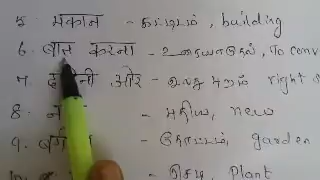 5. मकान - கட்டிடம், building
6. बात करना - உரையாடுதல், To conv
7. ओर - வலது புறம் right
8. - புதிய, new
9. - தோட்டம், garden
செடி, plant